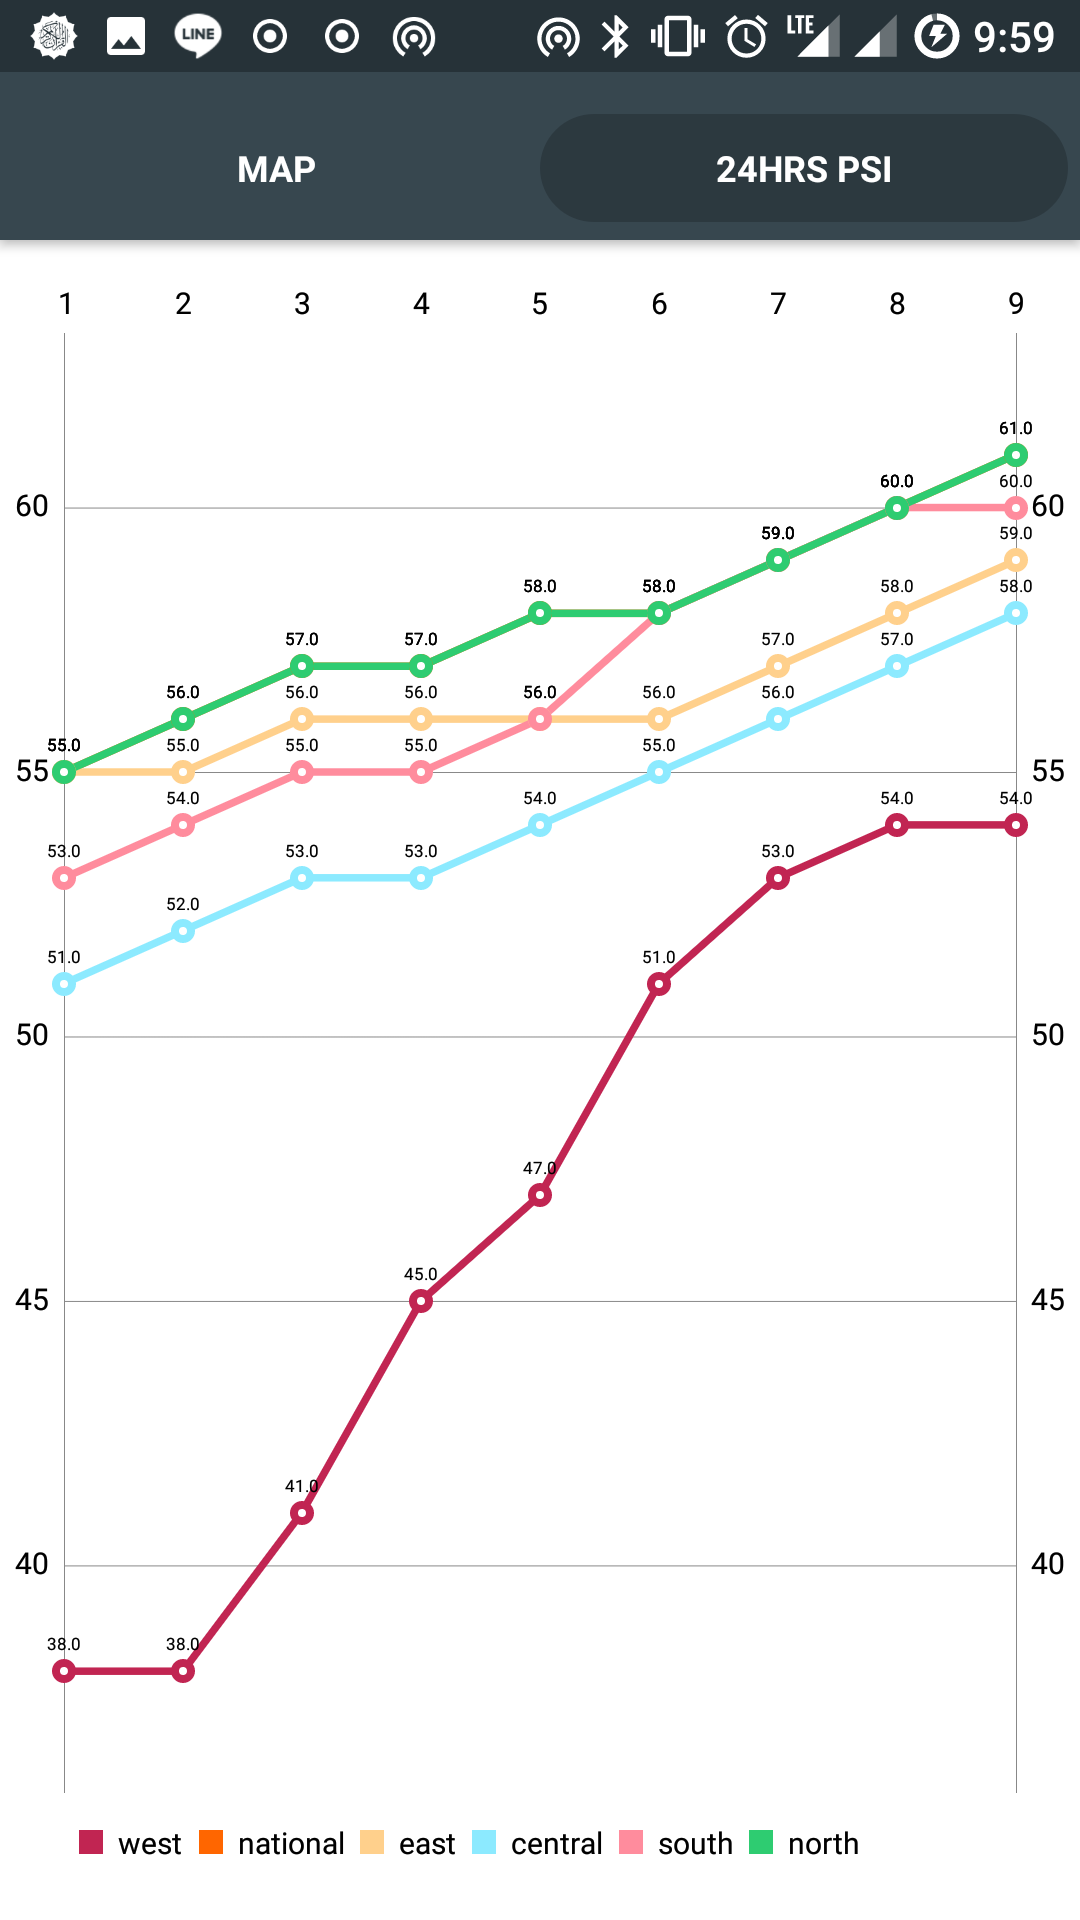 LINE LTE 9:59
MAP 24HRS PSI
1 2 3 4 5 6 7 8 9
61.0
60.0 60.0
60 60
59.0 59.0
58.0 58.0 58.0 58.0
57.0 57.0 57.0 57.0
56.0 56.0 56.0 56.0 56.0 56.0
55.0 55.0 55.0 55.0 55.0
55 55
54.0 54.0 54.0 54.0
53.0 53.0 53.0 53.0
52.0
51.0 51.0
50 50
47.0
45.0
45 45
41.0
40 40
38.0 38.0
west national east central south north